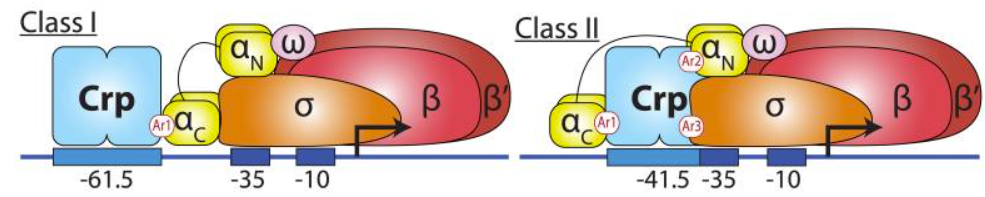 Class I
αN
ω
Crp
Ar1
αC
σ
β
β'
-61.5
-35
-10
Class II
αN
ω
Ar2
Crp
αC
Ar1
Ar3
σ
β
β'
-41.5
-35
-10